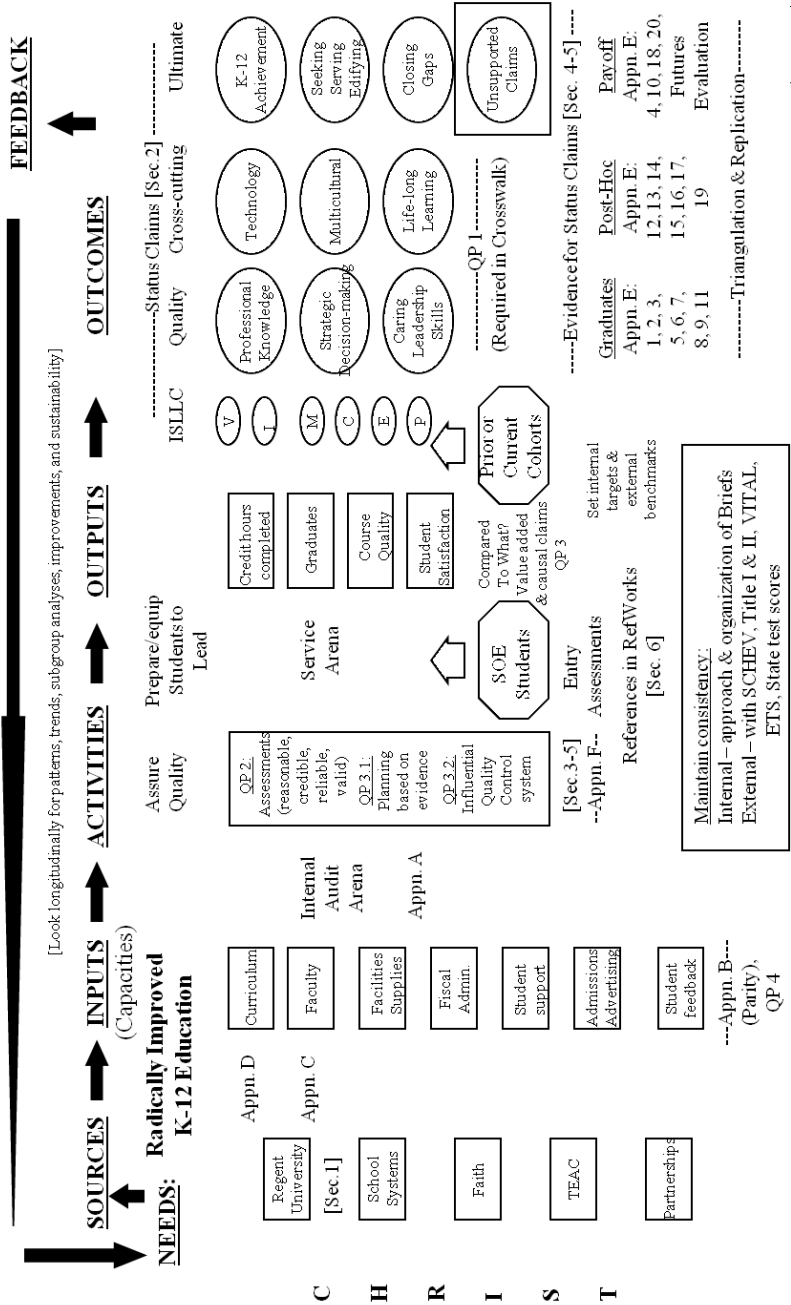 FEEDBACK
[Look longitudinally for patterns, trends, subgroup analyses, improvements, and sustainability]
SOURCES
INPUTS
(Capacities)
ACTIVITIES
OUTPUTS
OUTCOMES
NEEDS:
Radically Improved
K-12 Education
C
H
R
I
S
T
Regent
University
[Sec.1]
School
Systems
Faith
TEAC
Partnerships
Appn. D
Appn. C
Curriculum
Faculty
Facilities
Supplies
Fiscal
Admin.
Student
support
Admissions
Advertising
Student
feedback
---Appn. B---
(Parity),
QP 4
Internal
Audit
Arena
Appn. A
Assure
Quality
QP 2:
Assessments
(reasonable,
credible,
reliable,
valid)
QP 3.1:
Planning
based on
evidence
QP 3.2:
Influential
Quality
Control
system
[Sec.3-5]
--Appn. F--
Prepare/equip
Students to
Lead
Service
Arena
SOE
Students
Entry
Assessments
References in RefWorks
[Sec. 6]
Credit hours
completed
Graduates
Course
Quality
Student
Satisfaction
Compared
To What?
Value added
& causal claims
QP 3
Prior or
Current
Cohorts
Set internal
targets &
external
benchmarks
Maintain consistency:
Internal – approach & organization of Briefs
External – with SCHEV, Title I & II, VITAL,
ETS, State test scores
-----------Status Claims [Sec.2] -----------
ISLLC
Quality
Cross-cutting
Ultimate
V
I
M
C
E
P
Professional
Knowledge
Strategic
Decision-making
Caring
Leadership
Skills
Technology
Multicultural
Life-long
Learning
K-12
Achievement
Seeking
Serving
Edifying
Closing
Gaps
Unsupported
Claims
----------QP 1--------
(Required in Crosswalk)
-----Evidence for Status Claims [Sec. 4-5] ----
Graduates
Appn. E:
1, 2, 3,
5, 6, 7,
8, 9, 11
Post-Hoc
Appn. E:
12, 13, 14,
15, 16, 17,
19
Payoff
Appn. E:
4, 10, 18, 20,
Futures
Evaluation
--------Triangulation & Replication--------